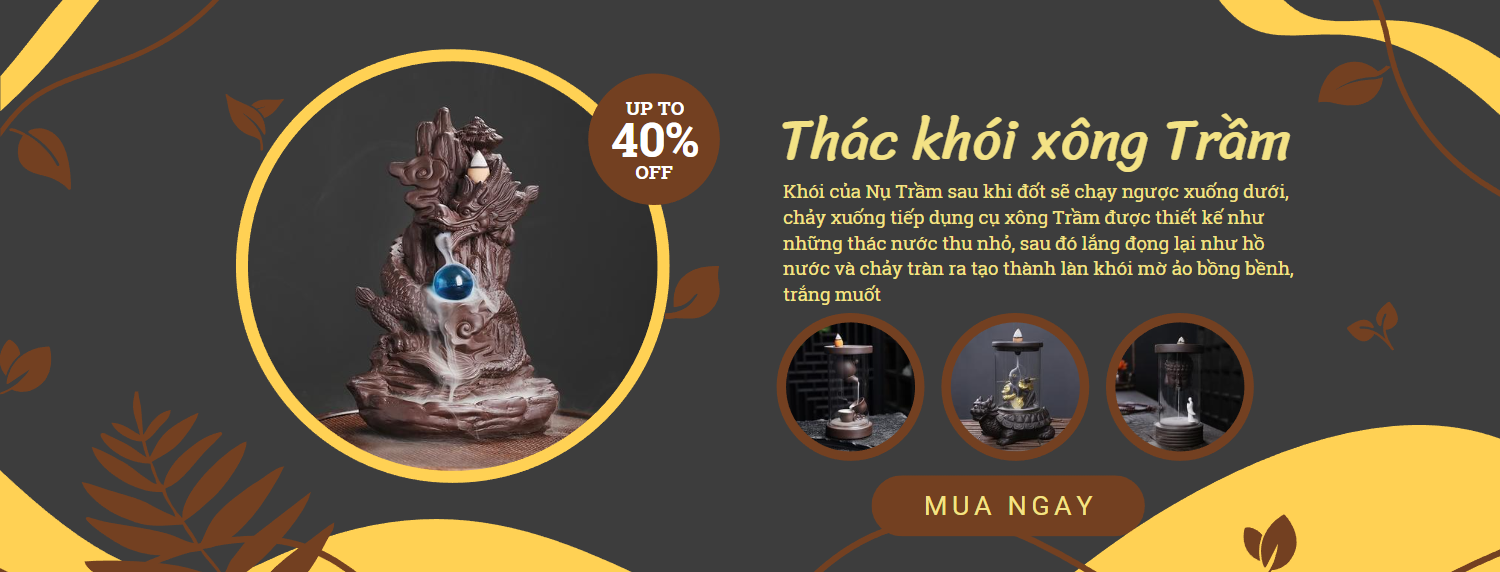 UP TO
40%
OFF
Thác khói xông Trầm
Khói của Nụ Trầm sau khi đốt sẽ chạy ngược xuống dưới,
chảy xuống tiếp dụng cụ xông Trầm được thiết kế như
những thác nước thu nhỏ, sau đó lắng đọng lại như hồ
nước và chảy tràn ra tạo thành làn khói mờ ảo bồng bềnh,
trắng muốt
MUA NGAY